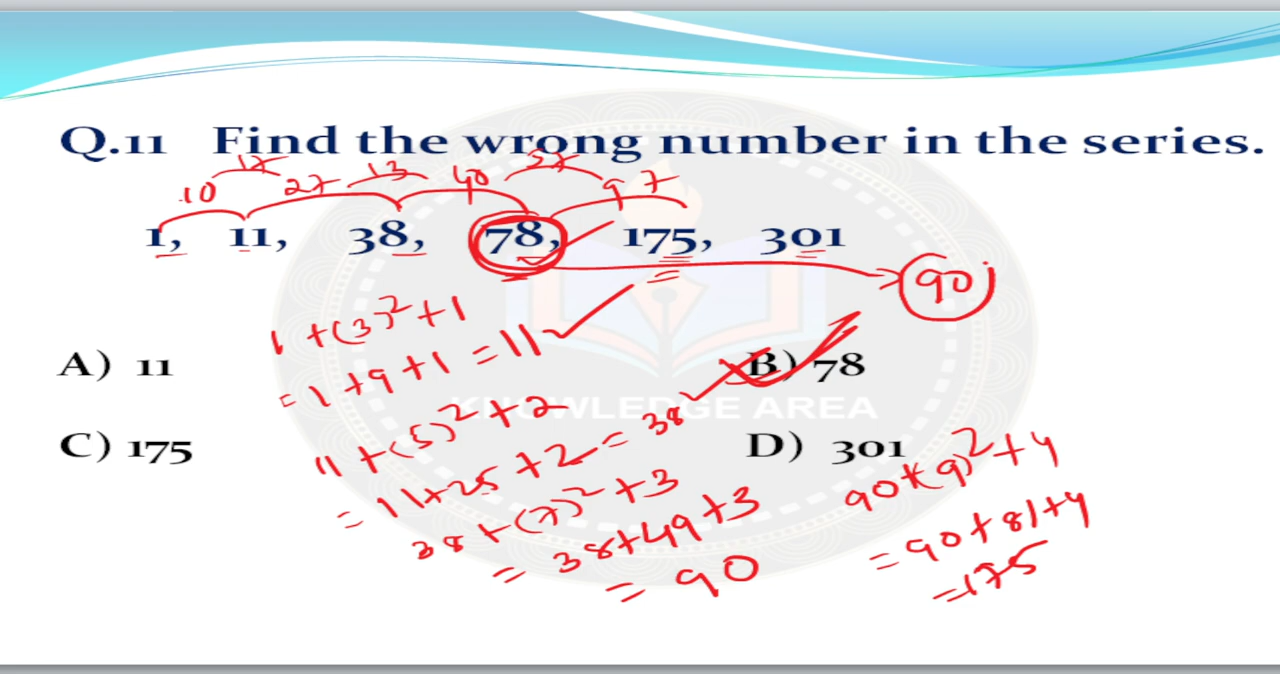 Q.11 Find the wrong number in the series.
17 13 57
10 27 40 97
1, 11, 38, 78, 175, 301
90
1+(3)²+1
=1+9+1=11
A) 11
B) 78
KNOWLEDGE AREA
11+(5)²+2
=11+25+2=38
C) 175
D) 301
38+(7)²+3
=38+49+3
=90
90+(9)²+4
=90+81+4
=175